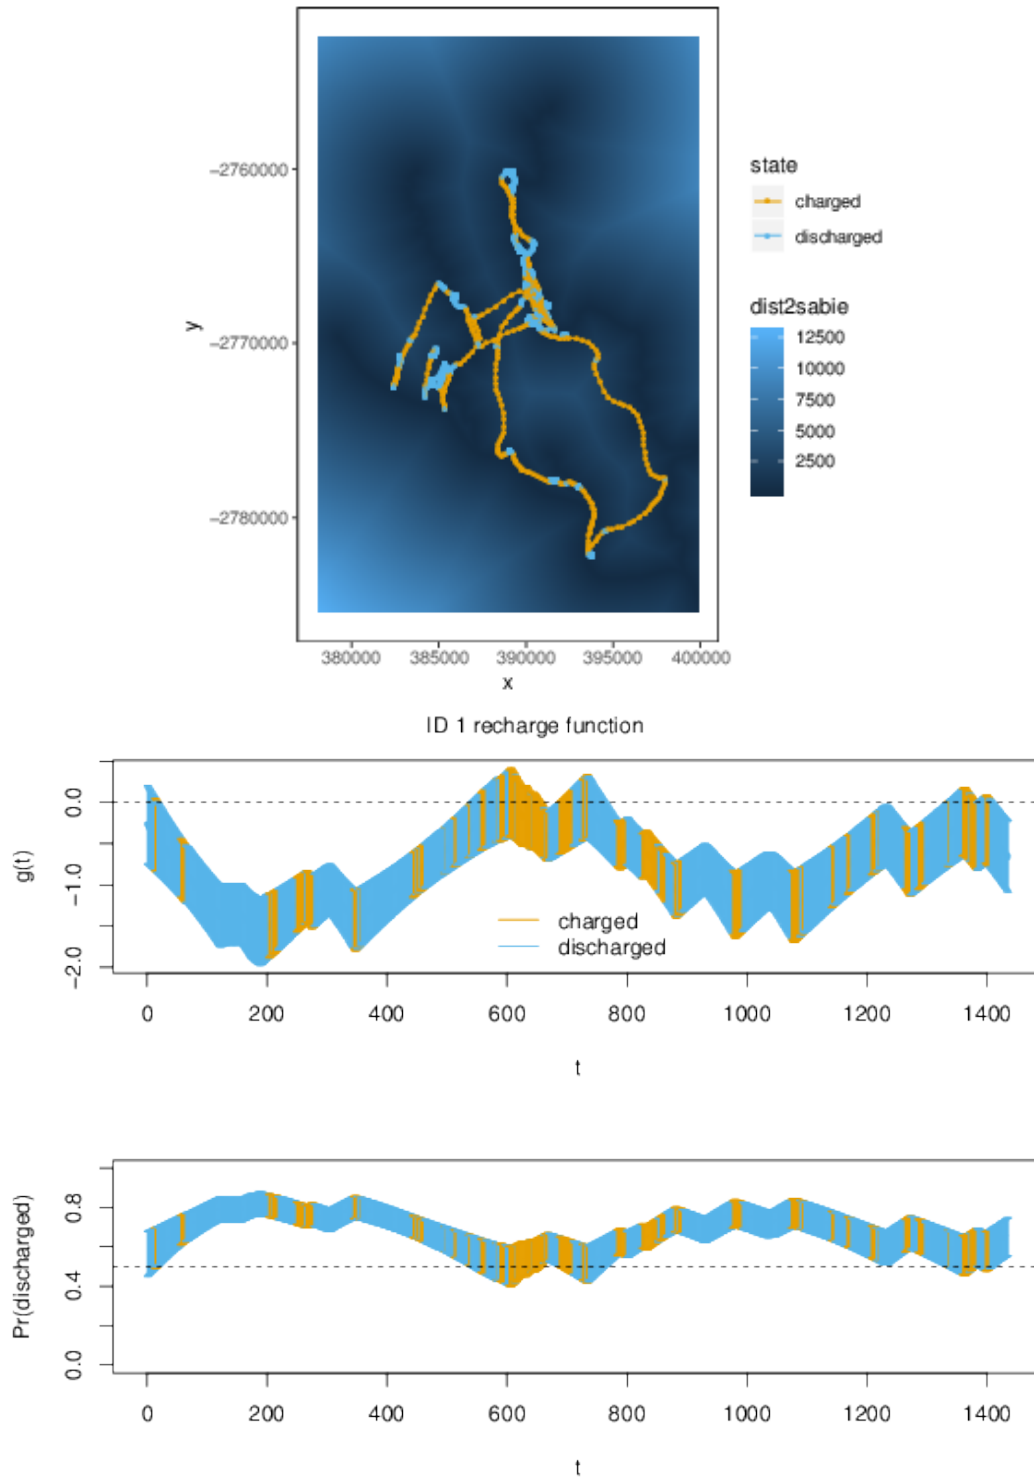 −2760000
−2770000
−2780000
y
380000 385000 390000 395000 400000
x
state
charged
discharged
dist2sabie
12500
10000
7500
5000
2500
ID 1 recharge function
g(t)
0.0
−1.0
−2.0
charged
discharged
0 200 400 600 800 1000 1200 1400
t
Pr(discharged)
0.8
0.4
0.0
0 200 400 600 800 1000 1200 1400
t